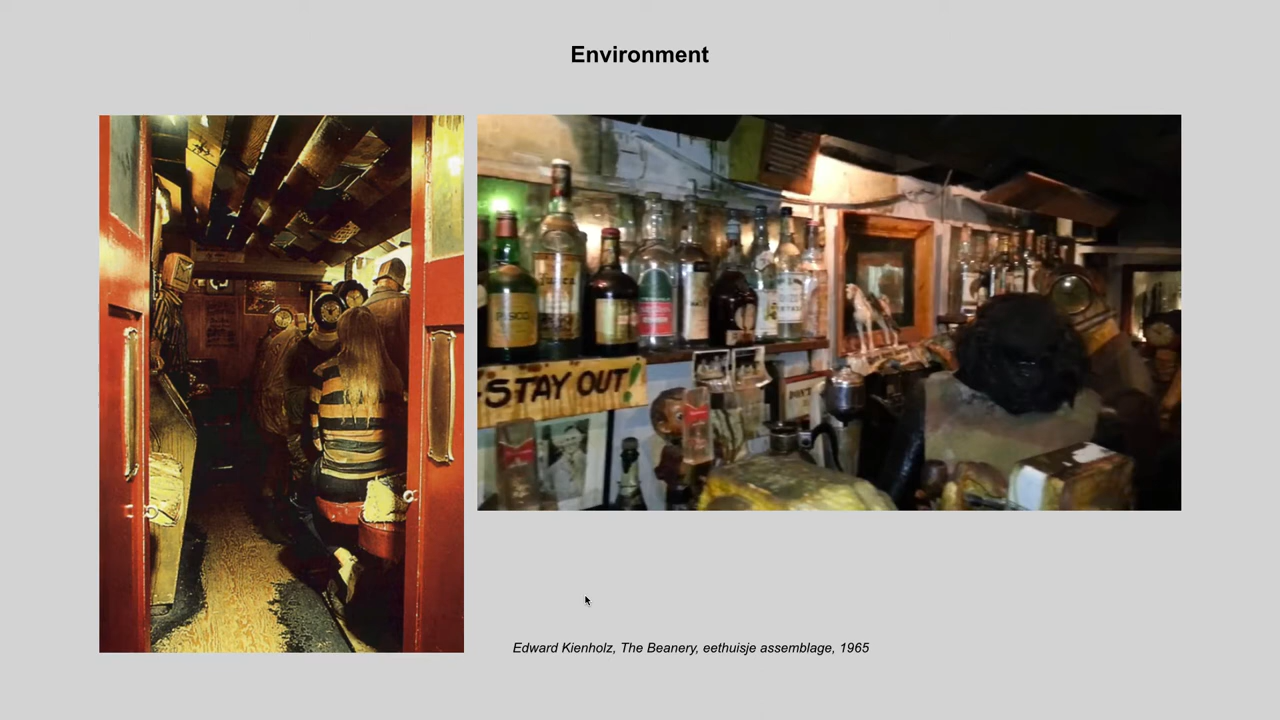 Environment
PISCO
STAY OUT!
Edward Kienholz, The Beanery, eethuisje assemblage, 1965